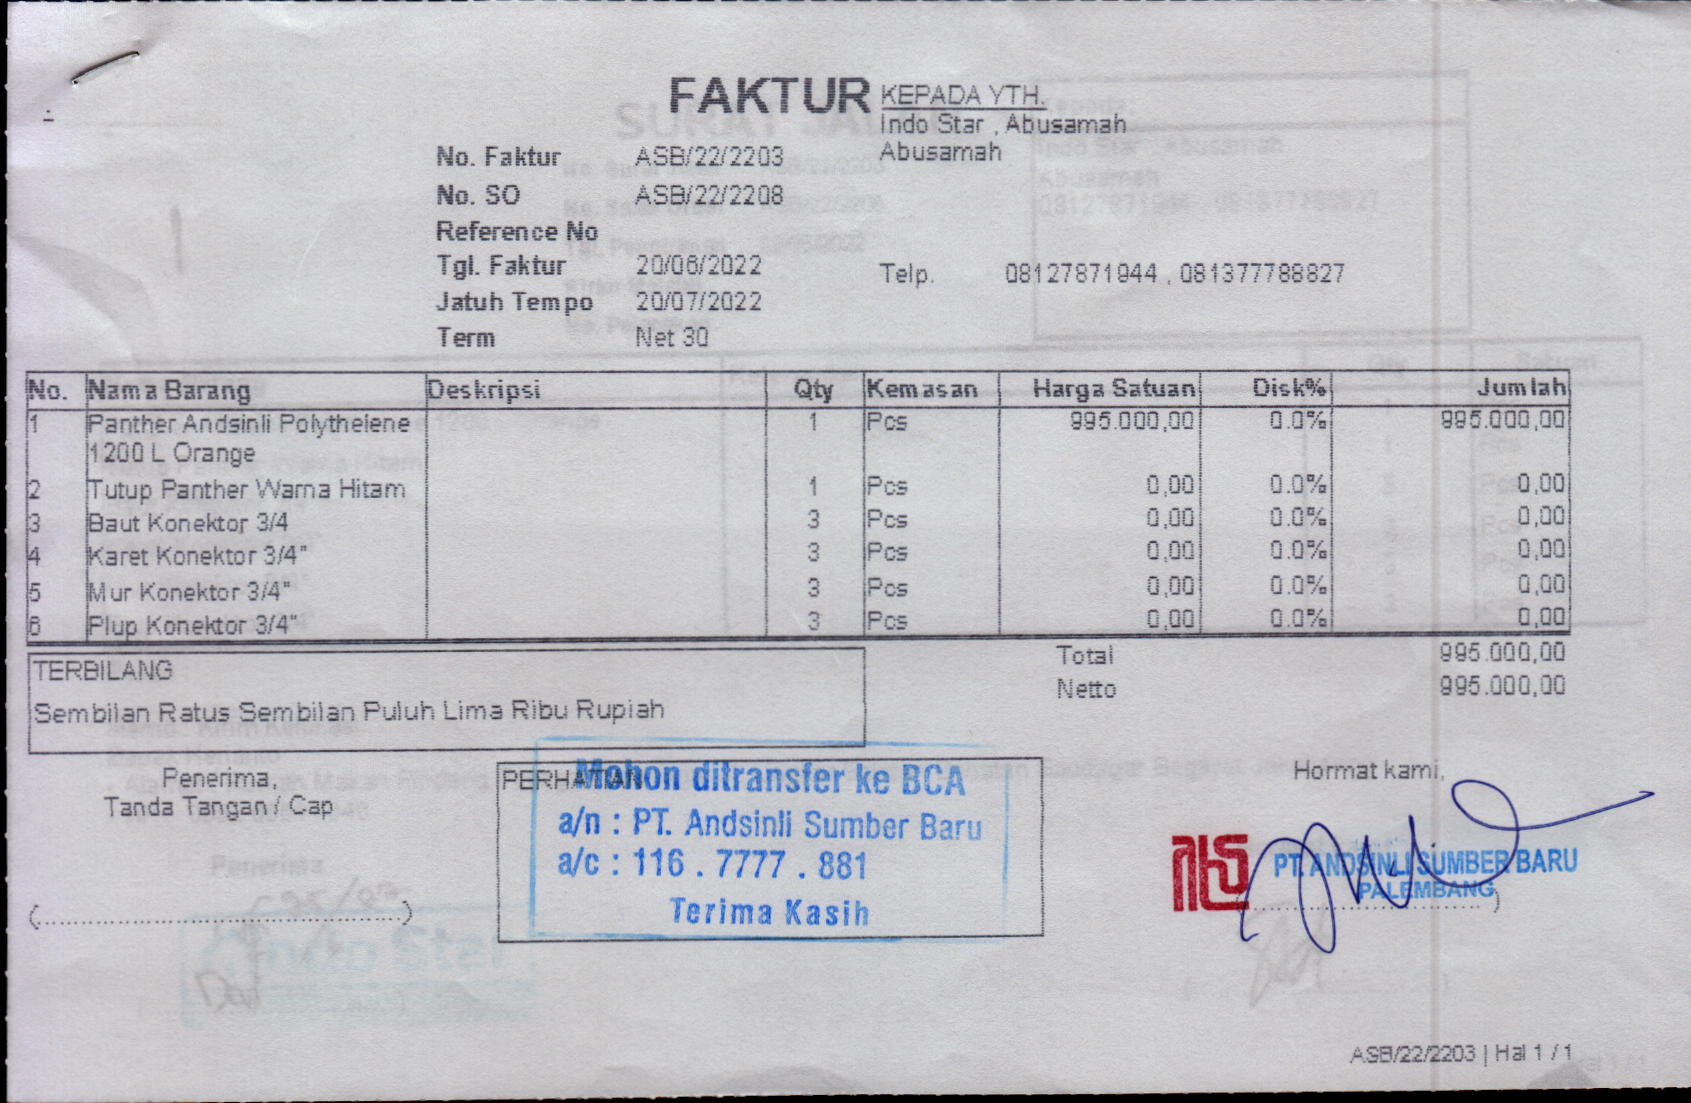 FAKTUR
KEPADA YTH.
Indo Star , Abusamah
Abusamah
No. Faktur ASB/22/2203
No. SO ASB/22/2208
Reference No
Tgl. Faktur 20/06/2022
Telp. 08127871944 , 081377788827
Jatuh Tempo 20/07/2022
Term Net 30
No. Nama Barang Deskripsi Qty Kemasan Harga Satuan Disk% Jumlah
1 Panther Andsinli Polythelene 1 Pcs 995.000,00 0.0% 995.000,00
1200 L Orange
2 Tutup Panther Warna Hitam 1 Pcs 0,00 0.0% 0,00
3 Baut Konektor 3/4 3 Pcs 0,00 0.0% 0,00
4 Karet Konektor 3/4" 3 Pcs 0,00 0.0% 0,00
5 Mur Konektor 3/4" 3 Pcs 0,00 0.0% 0,00
6 Plup Konektor 3/4" 3 Pcs 0,00 0.0% 0,00
Total 995.000,00
Netto 995.000,00
TERBILANG
Sembilan Ratus Sembilan Puluh Lima Ribu Rupiah
Penerima,
Tanda Tangan / Cap
PERHATIAN
Mohon ditransfer ke BCA
a/n : PT. Andsinli Sumber Baru
a/c : 116 . 7777 . 881
Terima Kasih
Hormat kami,
PT. ANDSINLI SUMBER BARU
PALEMBANG
ASB/22/2203 | Hal 1 / 1